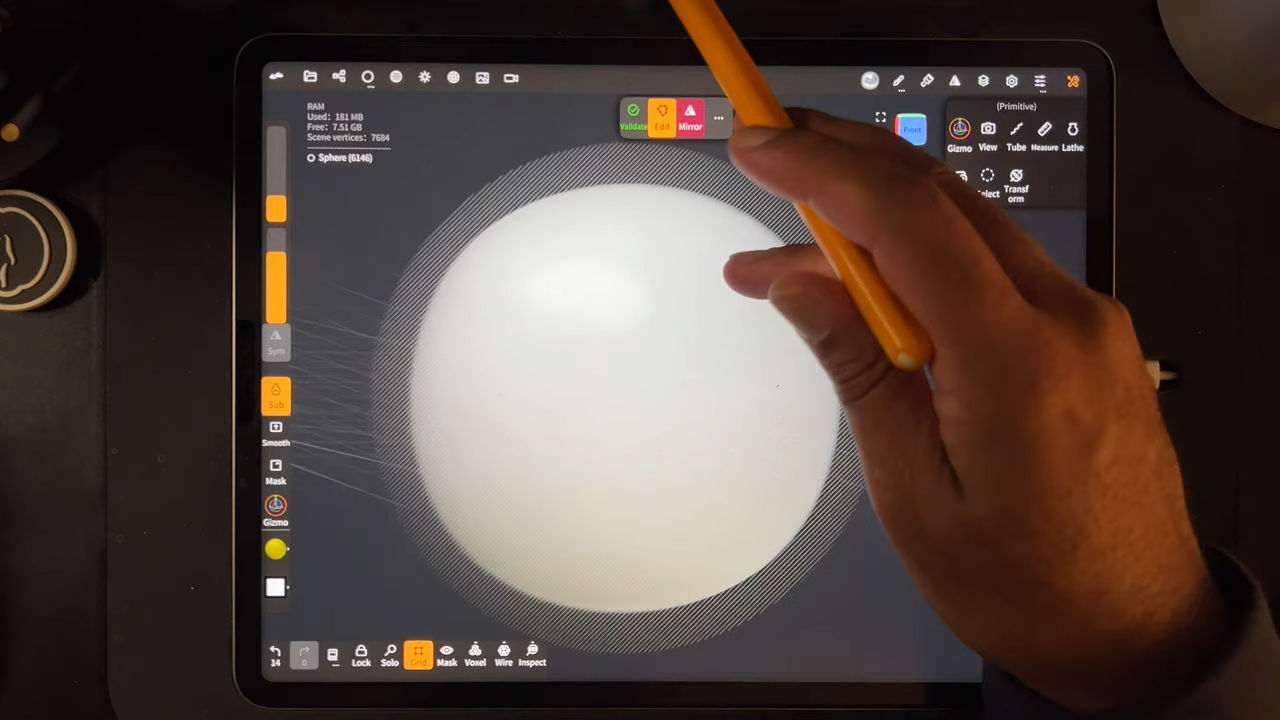 RAM
Used: 181 MB
Free: 7.51 GB
Scene vertices: 7684
Sphere (6146)
Validate
Edit
Mirror
Front
(Primitive)
Gizmo
View
Tube
Measure
Lathe
Transf
orm
Sym
Sub
Smooth
Mask
Gizmo
14
0
Lock
Solo
Grid
Mask
Voxel
Wire
Inspect